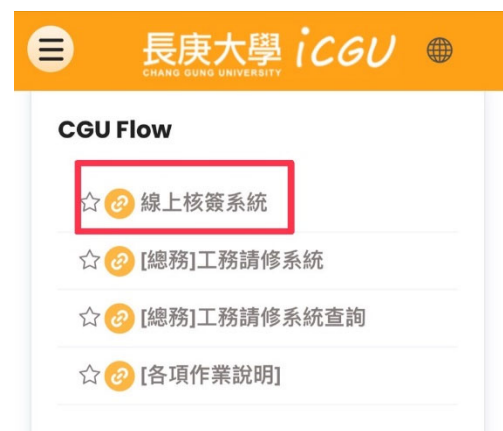 長庚大學 iCGU
CHANG GUNG UNIVERSITY
CGU Flow
線上核簽系統
[總務]工務請修系統
[總務]工務請修系統查詢
[各項作業說明]